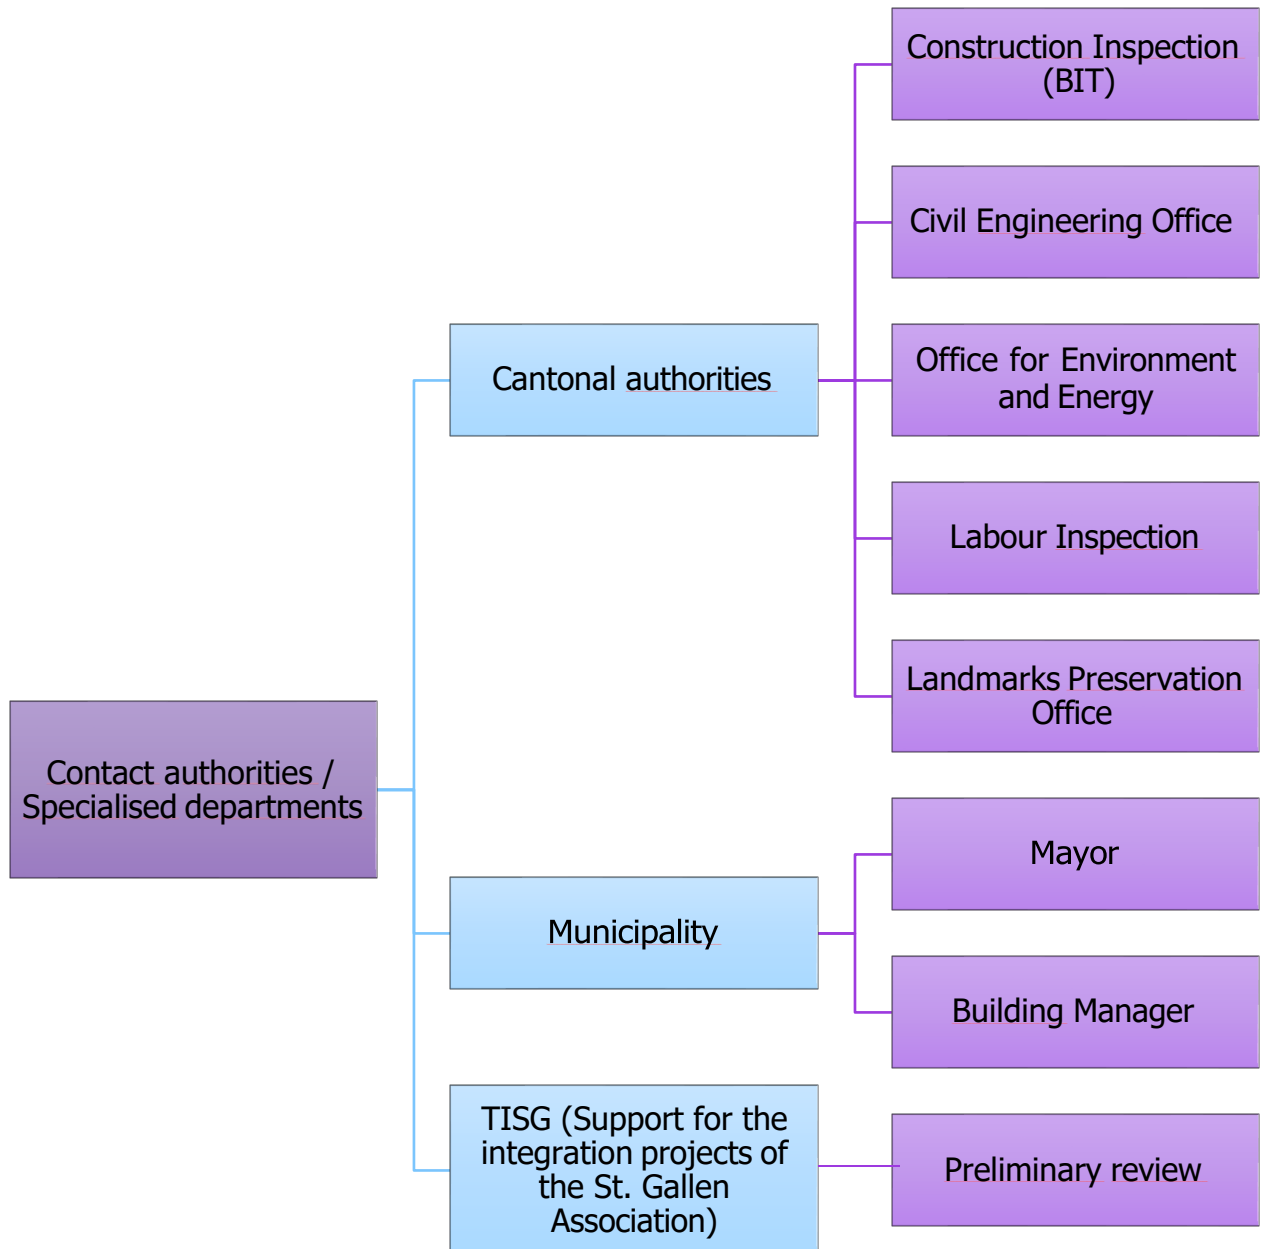 Construction Inspection
(BIT)
Civil Engineering Office
Cantonal authorities
Office for Environment
and Energy
Labour Inspection
Landmarks Preservation
Office
Contact authorities /
Specialised departments
Mayor
Municipality
Building Manager
TISG (Support for the
integration projects of
the St. Gallen
Association)
Preliminary review